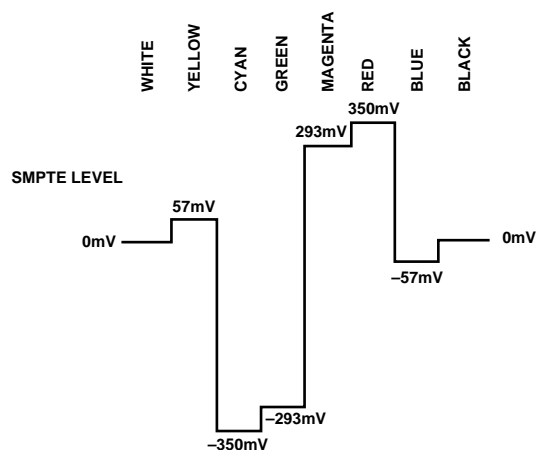 WHITE
YELLOW
CYAN
GREEN
MAGENTA
RED
BLUE
BLACK
350mV
293mV
SMPTE LEVEL
57mV
0mV
0mV
–57mV
–293mV
–350mV